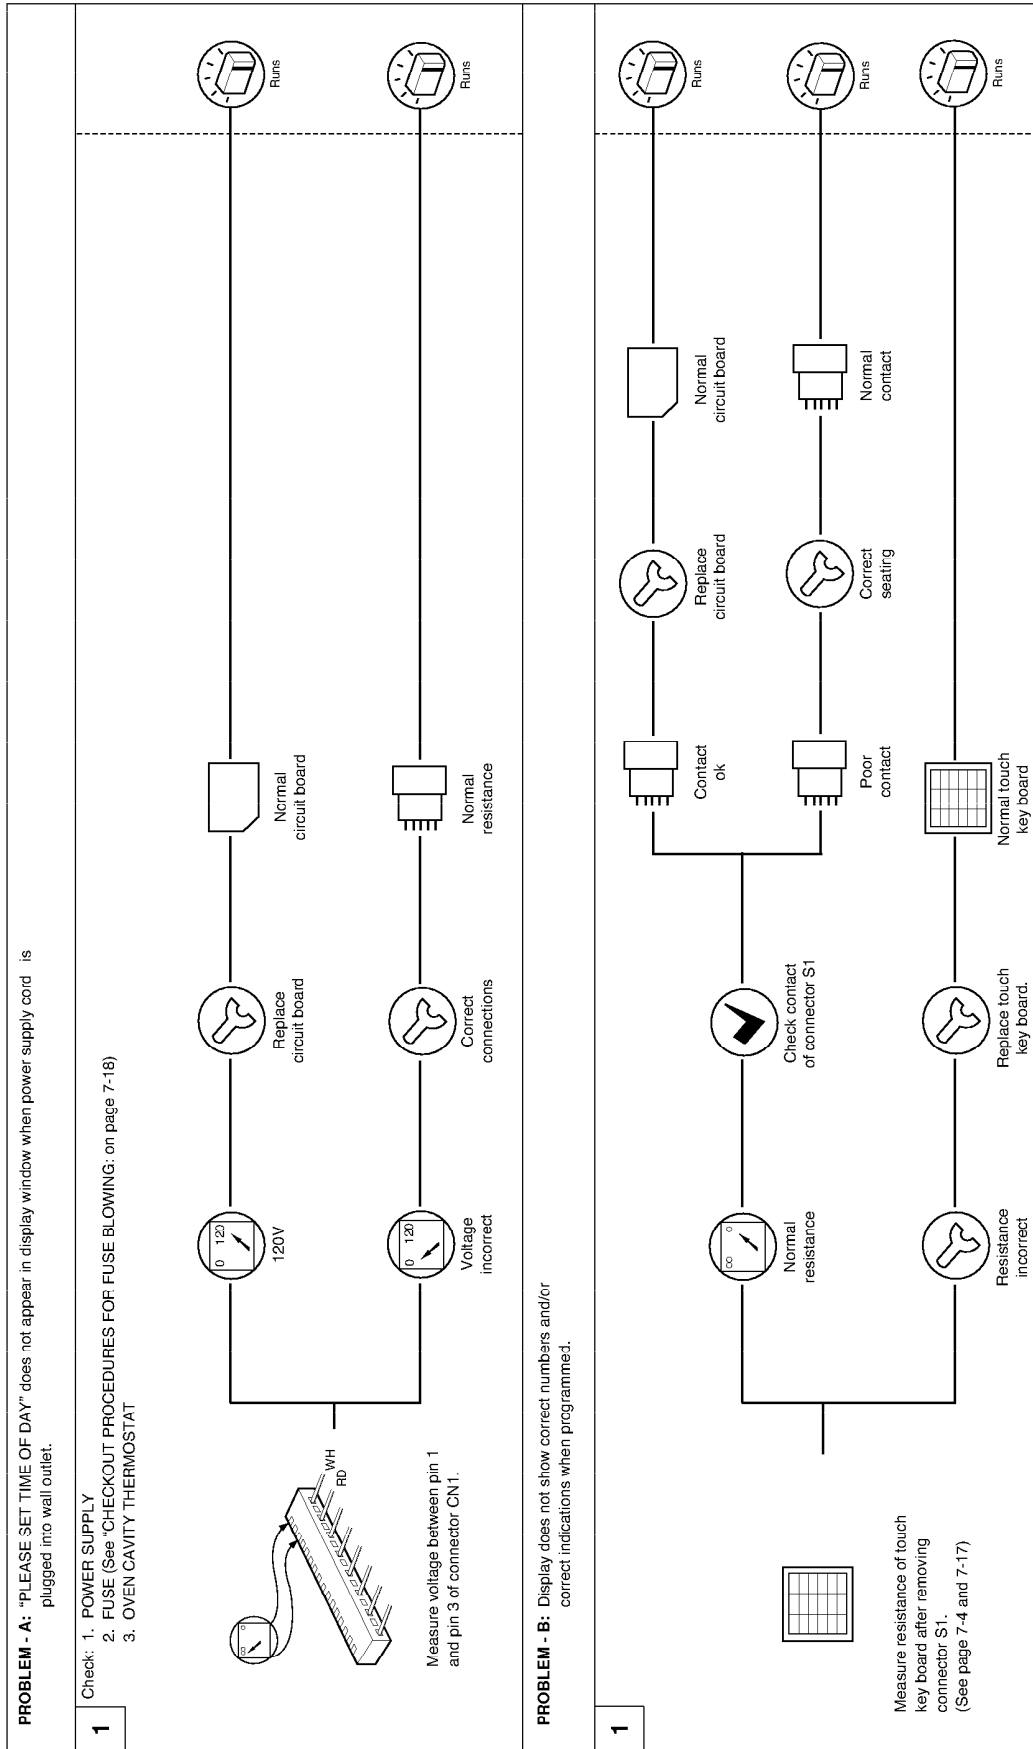 PROBLEM - A: "PLEASE SET TIME OF DAY" does not appear in display window when power supply cord is
plugged into wall outlet.
1
Check: 1. POWER SUPPLY
2. FUSE (See "CHECKOUT PROCEDURES FOR FUSE BLOWING: on page 7-18)
3. OVEN CAVITY THERMOSTAT
∞ 0
WH
RD
Measure voltage between pin 1
and pin 3 of connector CN1.
0 120
120V
Replace
circuit board
Normal
circuit board
Runs
0 120
Voltage
incorrect
Correct
connections
Normal
resistance
Runs
PROBLEM - B: Display does not show correct numbers and/or
correct indications when programmed.
1
Measure resistance of touch
key board after removing
connector S1.
(See page 7-4 and 7-17)
∞ 0
Normal
resistance
Check contact
of connector S1
Contact
ok
Replace
circuit board
Normal
circuit board
Runs
Poor
contact
Correct
seating
Normal
contact
Runs
Resistance
incorrect
Replace touch
key board.
Normal touch
key board
Runs